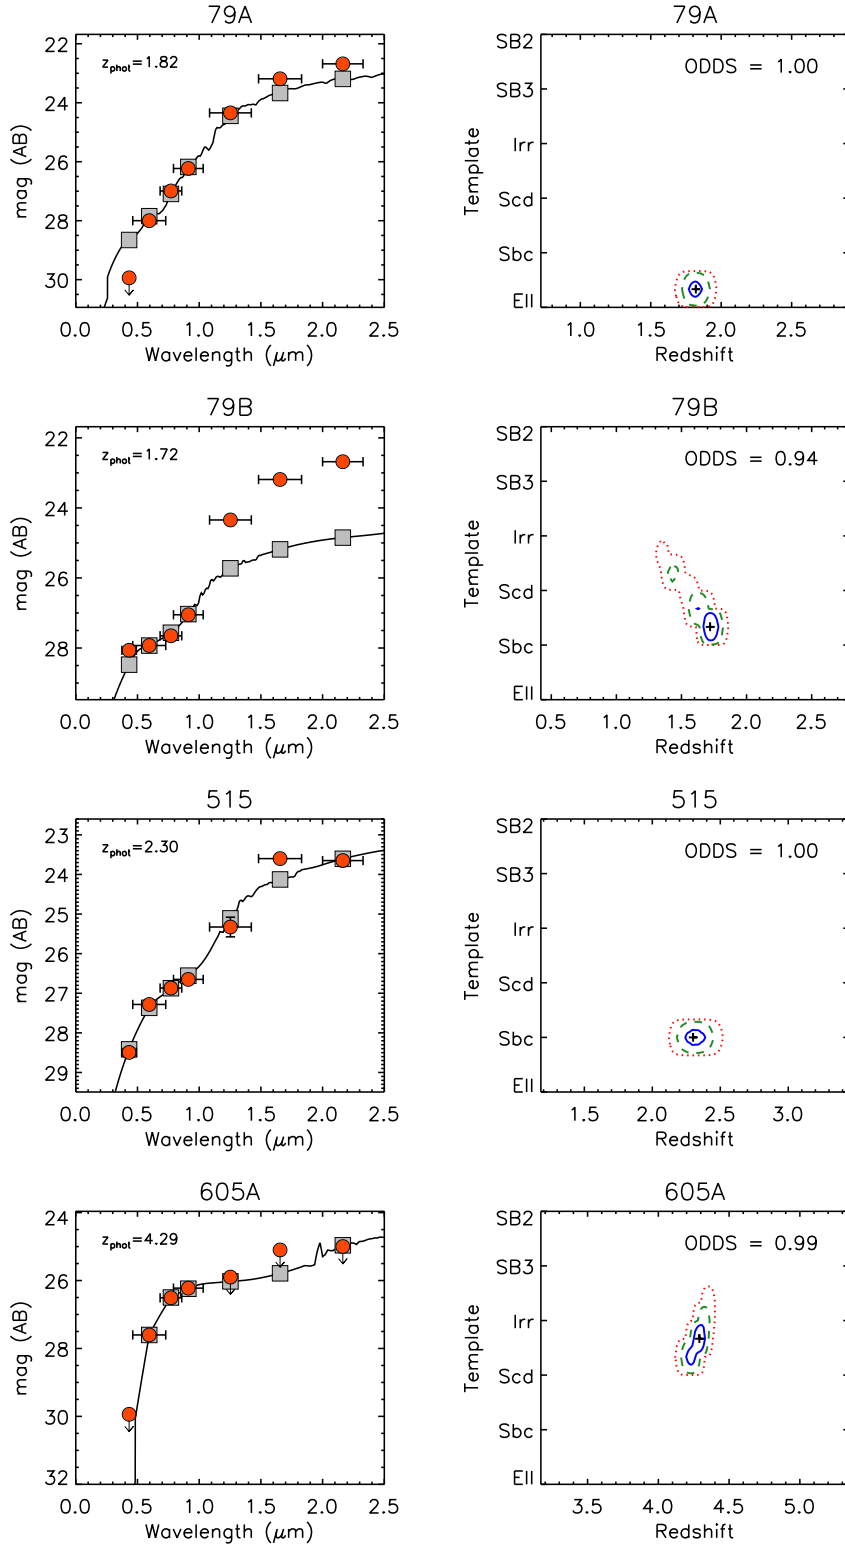 79A
79A
22
24
26
28
30
mag (AB)
z_phot=1.82
0.0 0.5 1.0 1.5 2.0 2.5
Wavelength (μm)
SB2
SB3
Irr
Scd
Sbc
Ell
Template
ODDS = 1.00
1.0 1.5 2.0 2.5
Redshift
79B
79B
22
24
26
28
mag (AB)
z_phot=1.72
0.0 0.5 1.0 1.5 2.0 2.5
Wavelength (μm)
SB2
SB3
Irr
Scd
Sbc
Ell
Template
ODDS = 0.94
0.5 1.0 1.5 2.0 2.5
Redshift
515
515
23
24
25
26
27
28
29
mag (AB)
z_phot=2.30
0.0 0.5 1.0 1.5 2.0 2.5
Wavelength (μm)
SB2
SB3
Irr
Scd
Sbc
Ell
Template
ODDS = 1.00
1.5 2.0 2.5 3.0
Redshift
605A
605A
24
26
28
30
32
mag (AB)
z_phot=4.29
0.0 0.5 1.0 1.5 2.0 2.5
Wavelength (μm)
SB2
SB3
Irr
Scd
Sbc
Ell
Template
ODDS = 0.99
3.5 4.0 4.5 5.0
Redshift